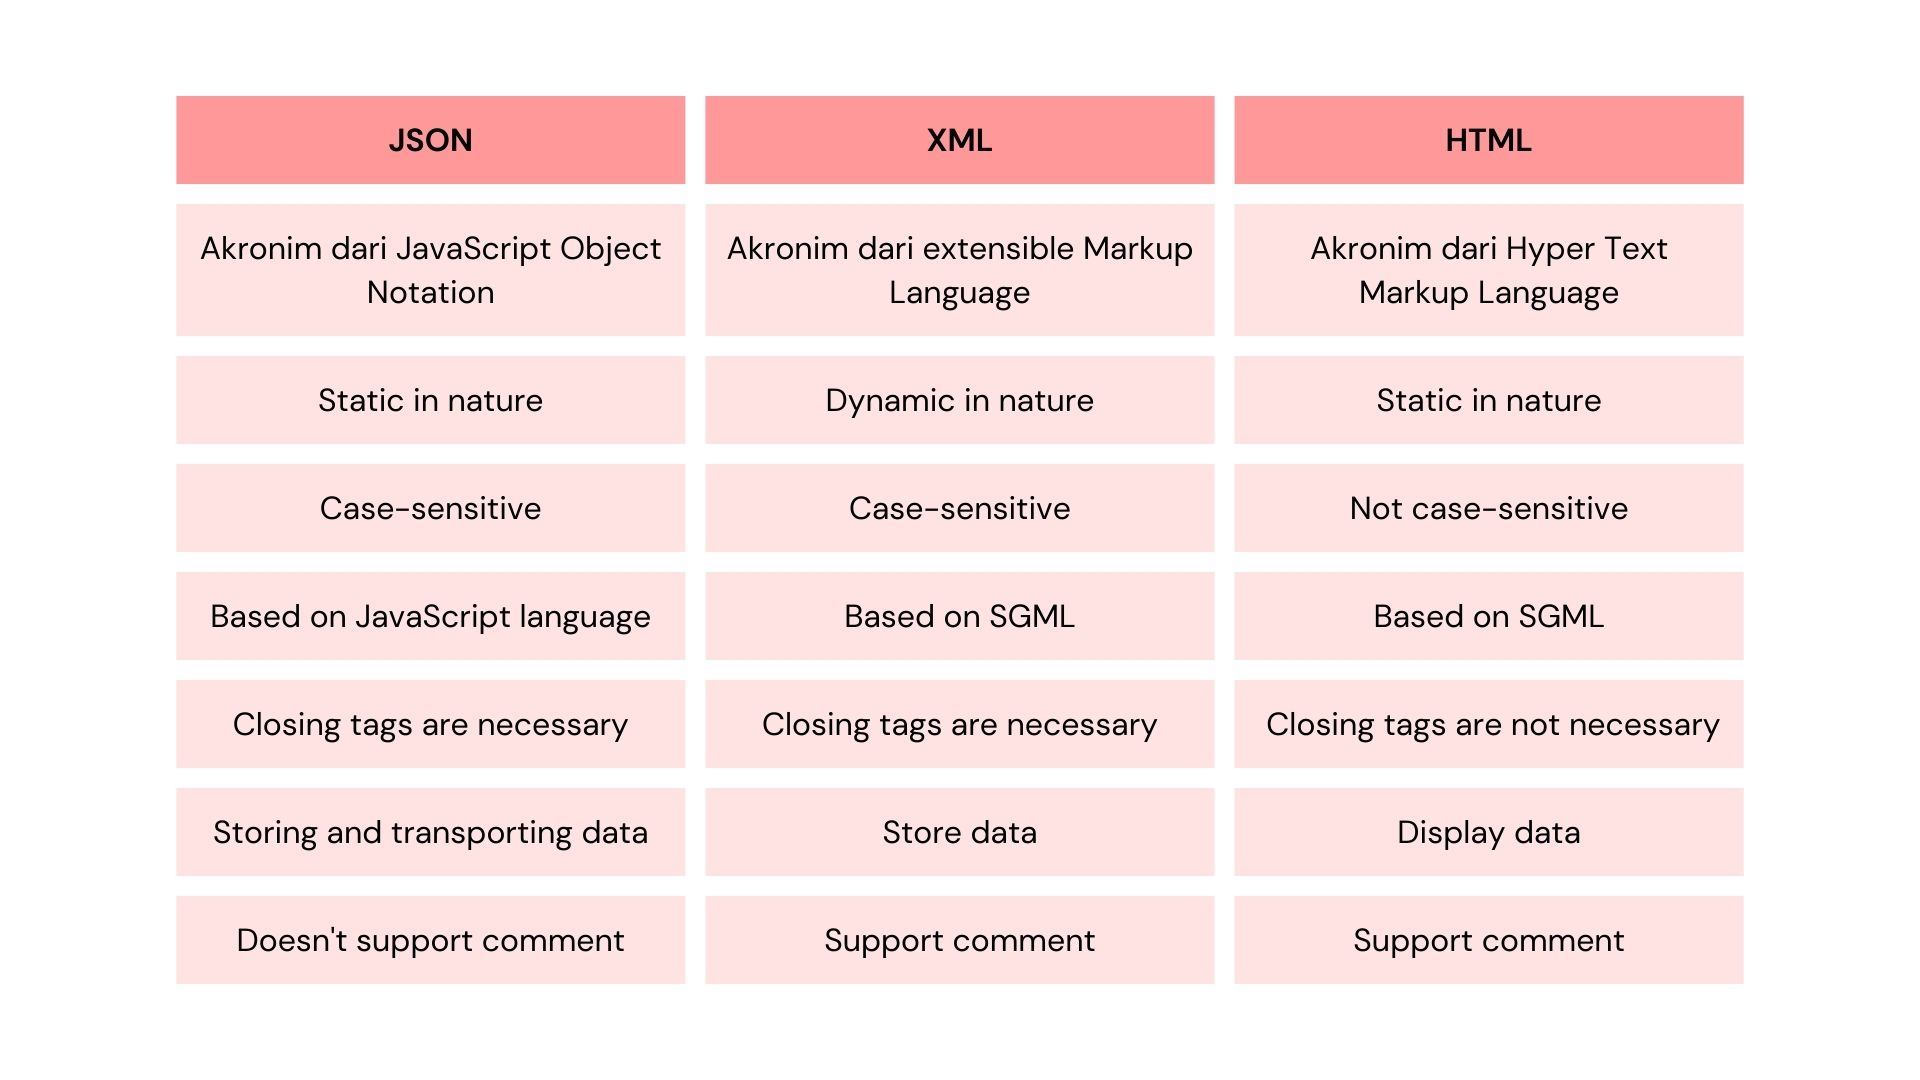 JSON
XML
HTML
Akronim dari JavaScript Object
Notation
Akronim dari extensible Markup
Language
Akronim dari Hyper Text
Markup Language
Static in nature
Dynamic in nature
Static in nature
Case-sensitive
Case-sensitive
Not case-sensitive
Based on JavaScript language
Based on SGML
Based on SGML
Closing tags are necessary
Closing tags are necessary
Closing tags are not necessary
Storing and transporting data
Store data
Display data
Doesn't support comment
Support comment
Support comment